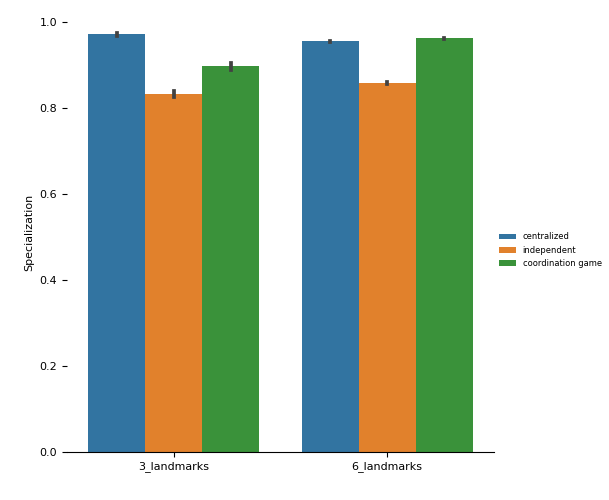 1.0
0.8
0.6
0.4
0.2
0.0
Specialization
3_landmarks
6_landmarks
centralized
independent
coordination game